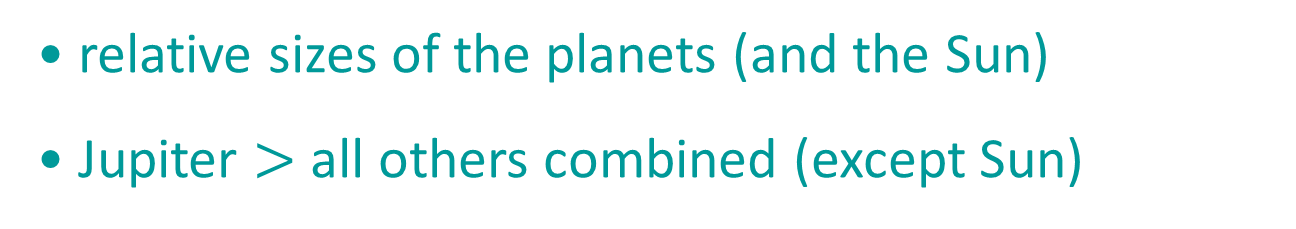 • relative sizes of the planets (and the Sun)
• Jupiter > all others combined (except Sun)